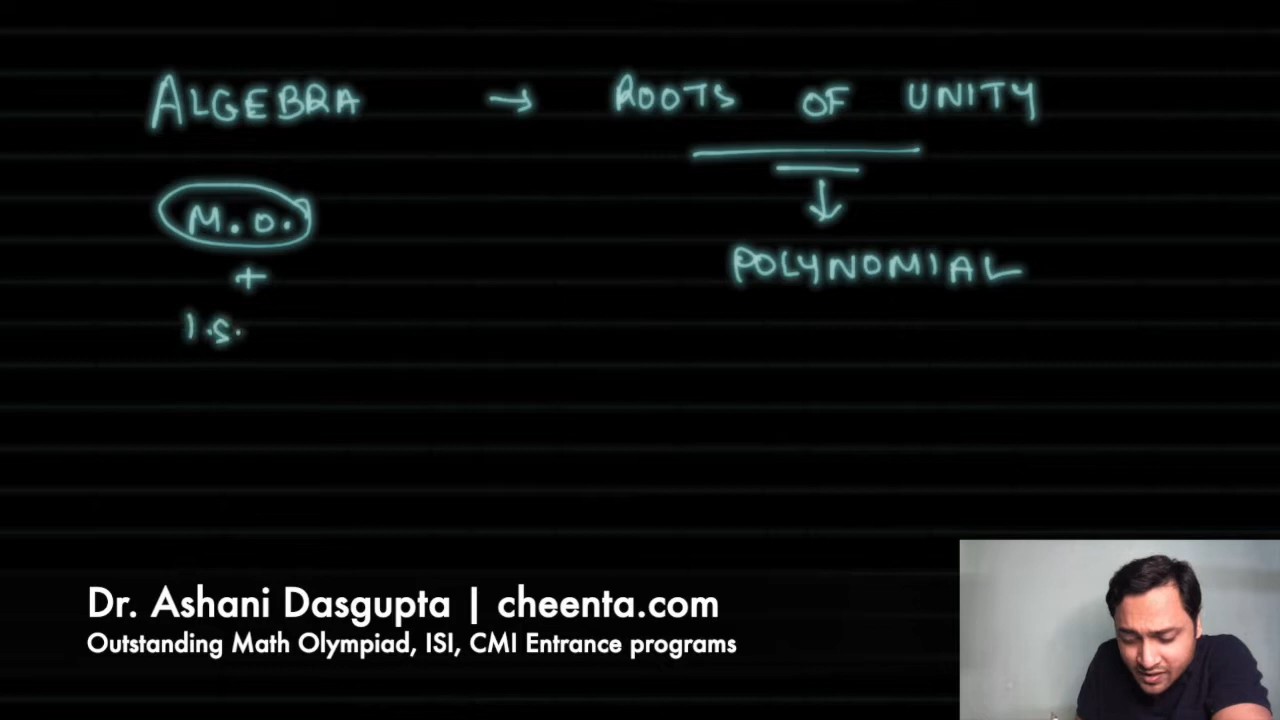 ALGEBRA → ROOTS OF UNITY
M.O.
+
POLYNOMIAL
I.S.
Dr. Ashani Dasgupta | cheenta.com
Outstanding Math Olympiad, ISI, CMI Entrance programs